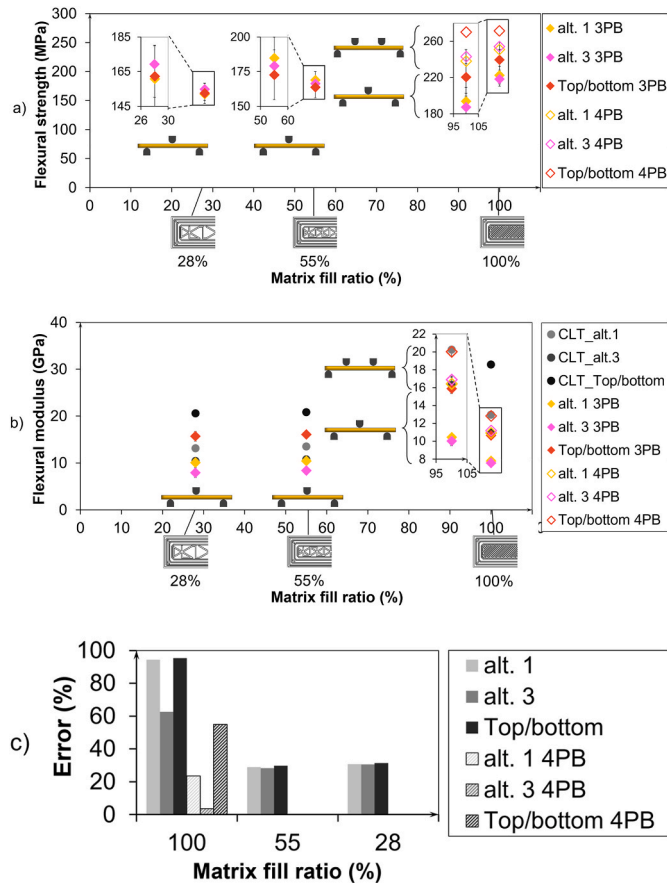 a)
Flexural strength (MPa)
300
250
200
150
100
50
0
165
155
145
26
28
30
200
175
150
50
55
60
260
220
180
95
105
0 10 20 30 40 50 60 70 80 90 100 110
28%
55%
100%
Matrix fill ratio (%)
alt. 1 3PB
alt. 3 3PB
Top/bottom 3PB
alt. 1 4PB
alt. 3 4PB
Top/bottom 4PB
b)
Flexural modulus (GPa)
40
30
20
10
0
22
20
18
16
14
12
10
8
95
105
0 10 20 30 40 50 60 70 80 90 100 110
28%
55%
100%
Matrix fill ratio (%)
CLT_alt.1
CLT_alt.3
CLT_Top/bottom
alt. 1 3PB
alt. 3 3PB
Top/bottom 3PB
alt. 1 4PB
alt. 3 4PB
Top/bottom 4PB
c)
Error (%)
100
80
60
40
20
0
100 55 28
Matrix fill ratio (%)
alt. 1
alt. 3
Top/bottom
alt. 1 4PB
alt. 3 4PB
Top/bottom 4PB